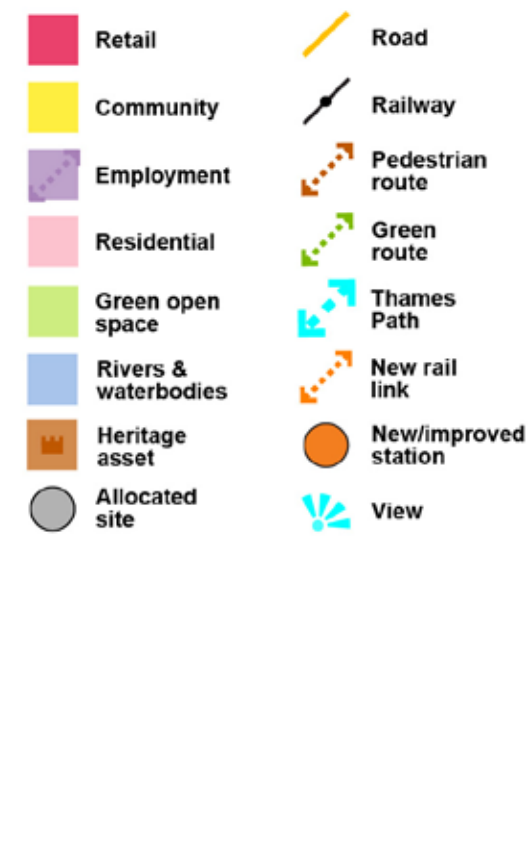 Retail
Community
Employment
Residential
Green open
space
Rivers &
waterbodies
Heritage
asset
Allocated
site
Road
Railway
Pedestrian
route
Green
route
Thames
Path
New rail
link
New/improved
station
View